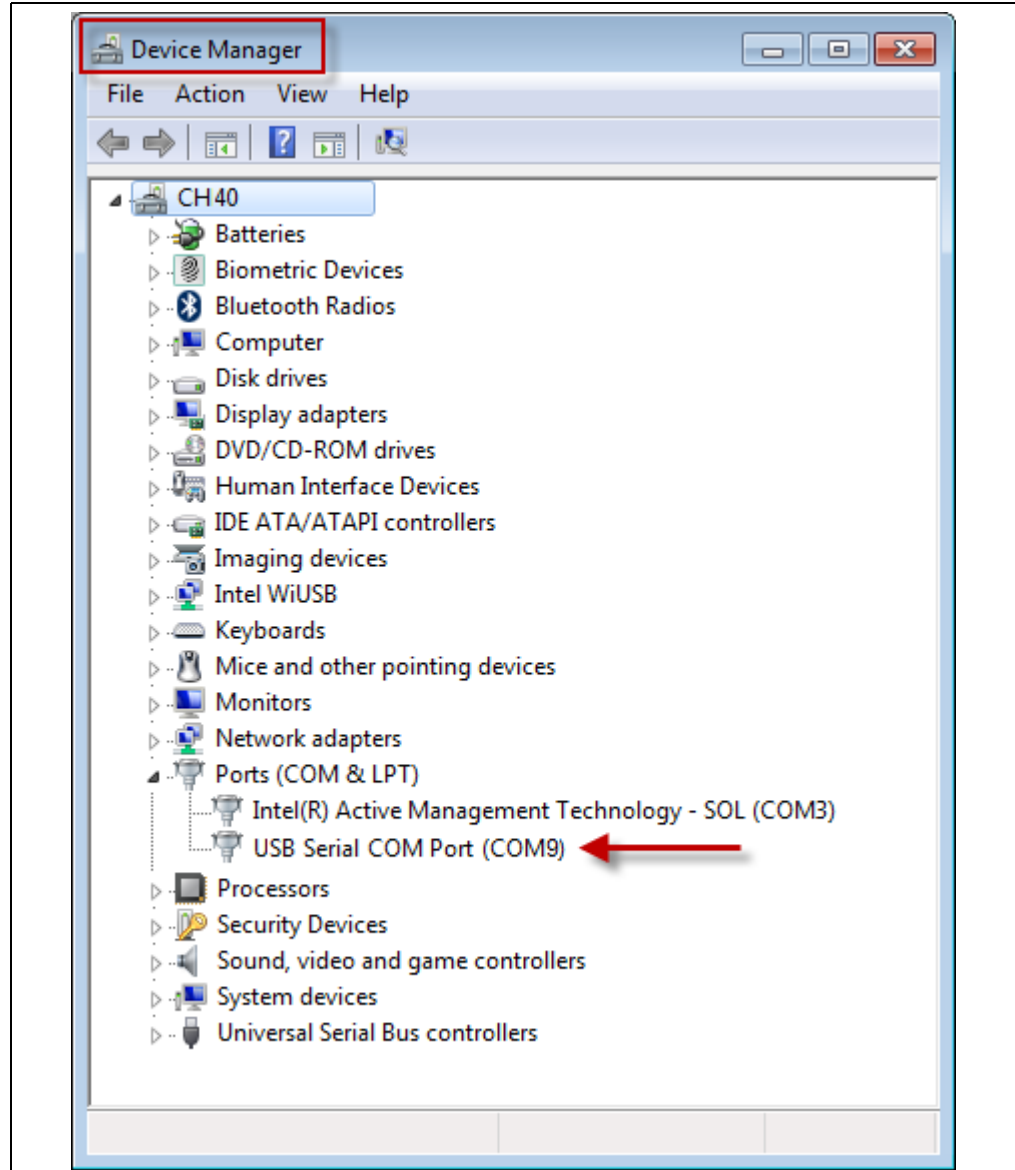 Device Manager
File Action View Help
CH40
Batteries
Biometric Devices
Bluetooth Radios
Computer
Disk drives
Display adapters
DVD/CD-ROM drives
Human Interface Devices
IDE ATA/ATAPI controllers
Imaging devices
Intel WiUSB
Keyboards
Mice and other pointing devices
Monitors
Network adapters
Ports (COM & LPT)
Intel(R) Active Management Technology - SOL (COM3)
USB Serial COM Port (COM9)
Processors
Security Devices
Sound, video and game controllers
System devices
Universal Serial Bus controllers